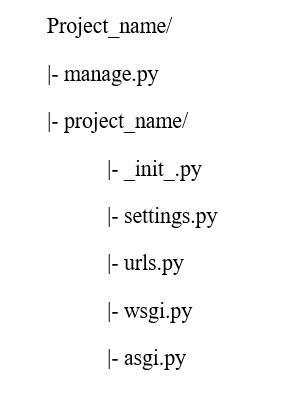 Project_name/
|- manage.py
|- project_name/
|- _init_.py
|- settings.py
|- urls.py
|- wsgi.py
|- asgi.py